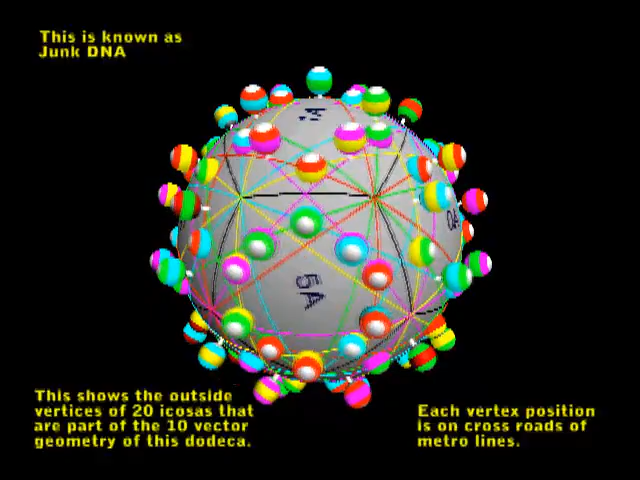 This is known as
Junk DNA
5A
This shows the outside
vertices of 20 icosas that
are part of the 10 vector
geometry of this dodeca.
Each vertex position
is on cross roads of
metro lines.